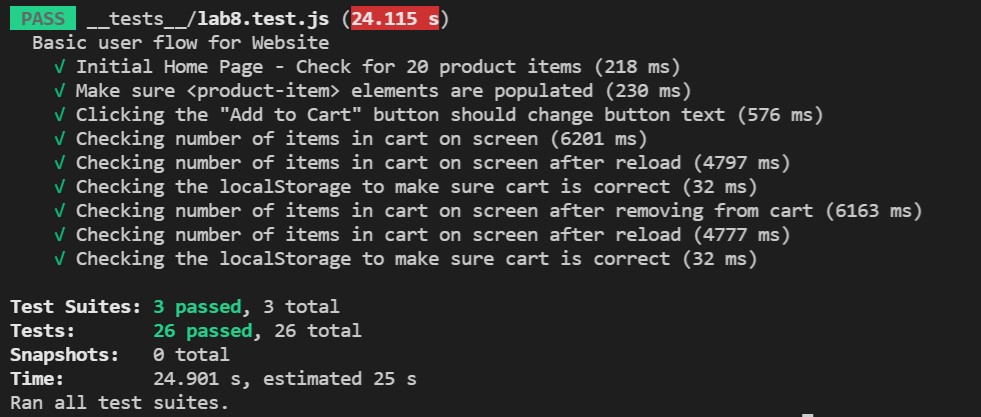 PASS __tests__/lab8.test.js (24.115 s)
Basic user flow for Website
√ Initial Home Page - Check for 20 product items (218 ms)
√ Make sure <product-item> elements are populated (230 ms)
√ Clicking the "Add to Cart" button should change button text (576 ms)
√ Checking number of items in cart on screen (6201 ms)
√ Checking number of items in cart on screen after reload (4797 ms)
√ Checking the localStorage to make sure cart is correct (32 ms)
√ Checking number of items in cart on screen after removing from cart (6163 ms)
√ Checking number of items in cart on screen after reload (4777 ms)
√ Checking the localStorage to make sure cart is correct (32 ms)
Test Suites: 3 passed, 3 total
Tests: 26 passed, 26 total
Snapshots: 0 total
Time: 24.901 s, estimated 25 s
Ran all test suites.